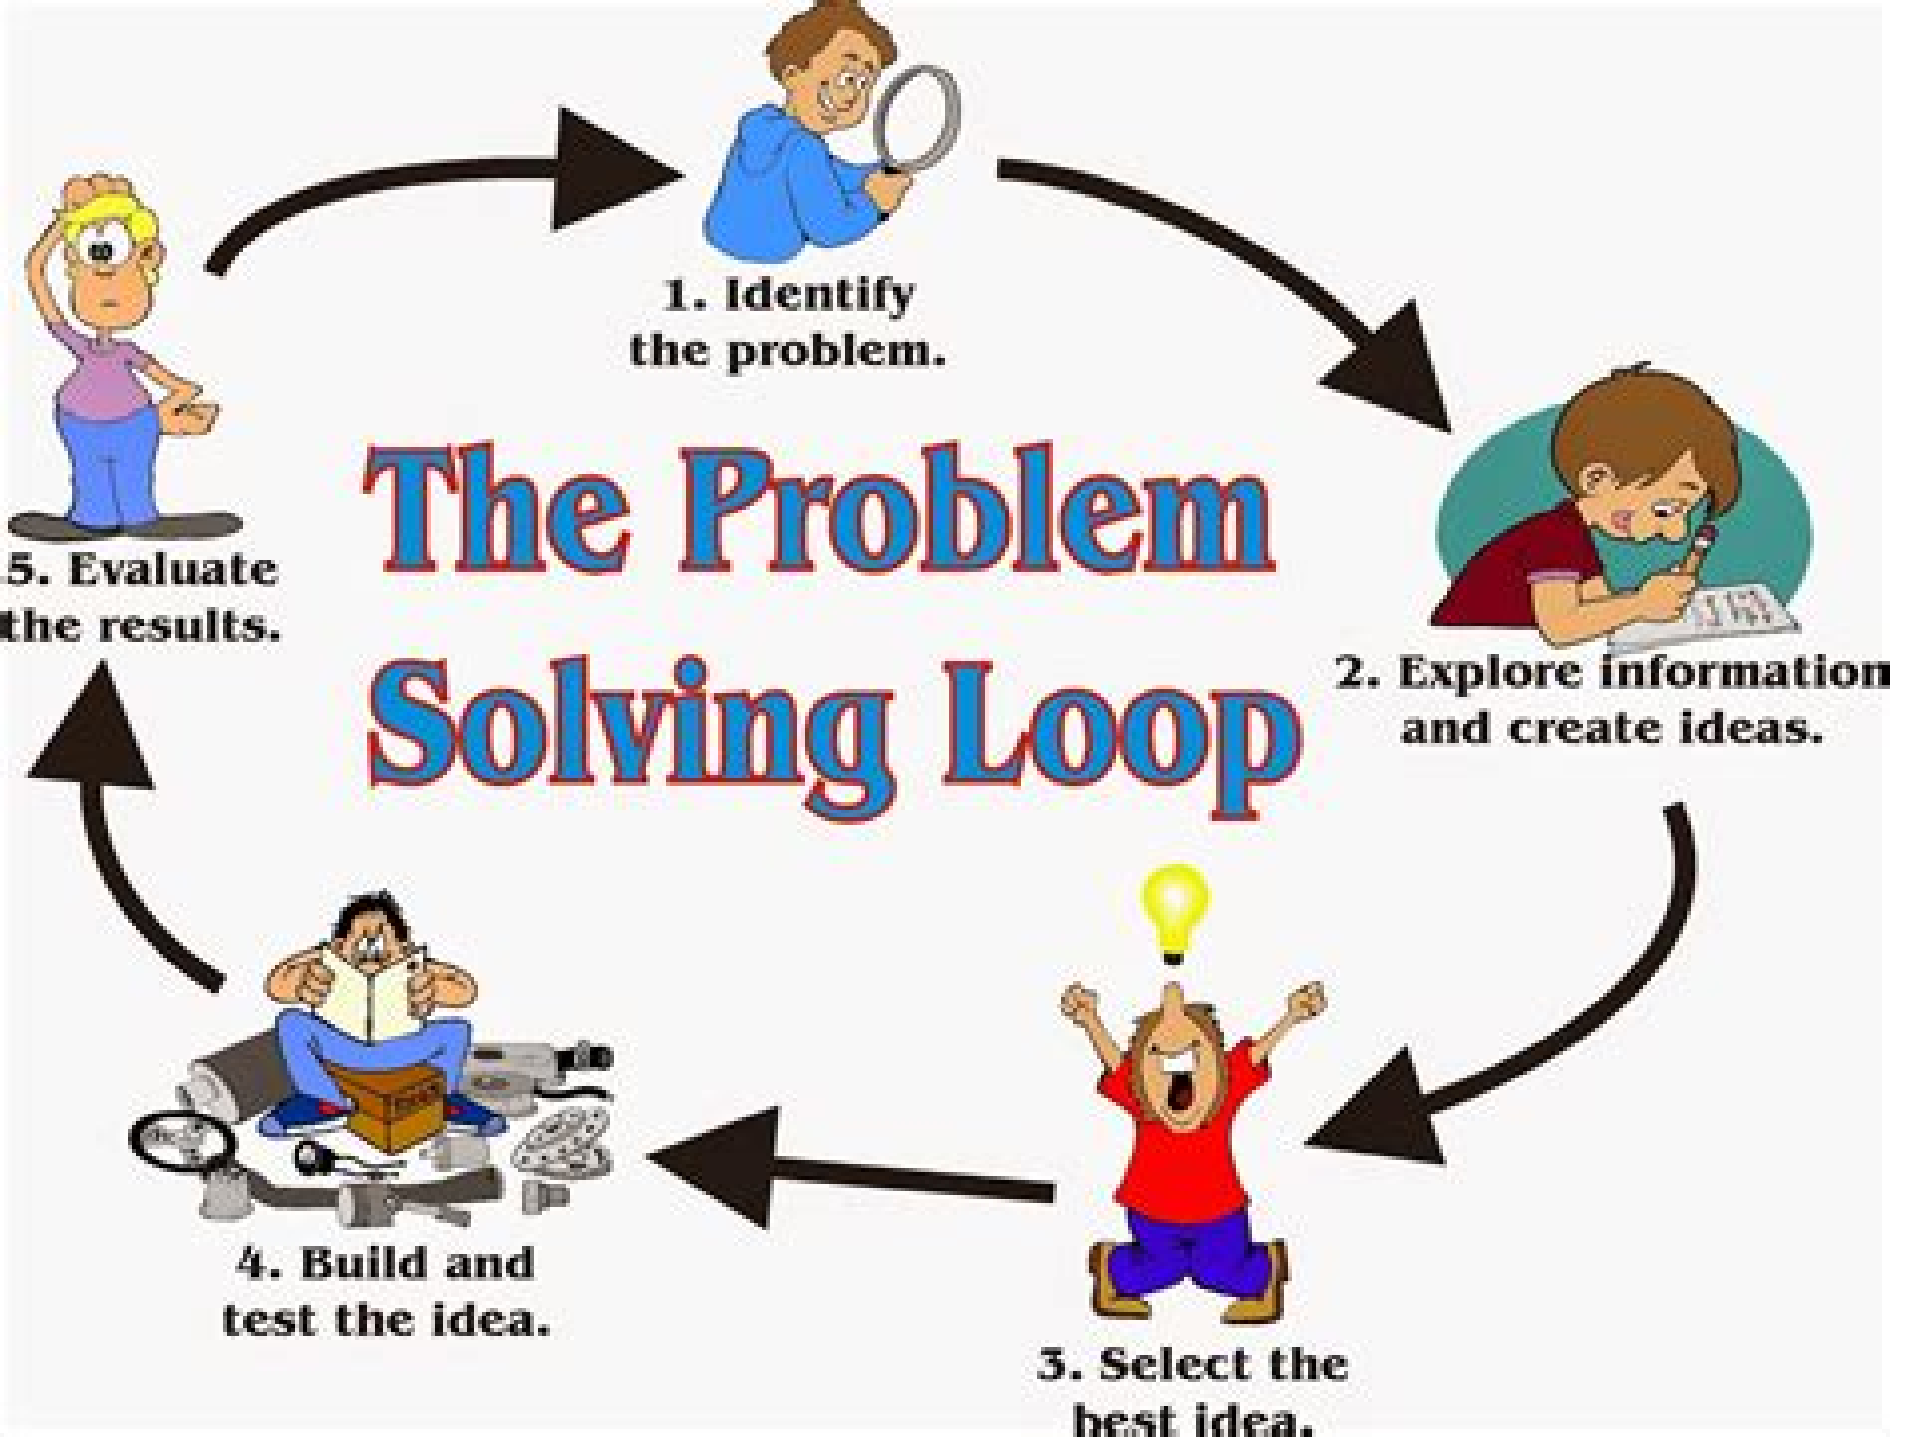 1. Identify
the problem.
The Problem
Solving Loop
2. Explore information
and create ideas.
3. Select the
best idea.
4. Build and
test the idea.
5. Evaluate
the results.